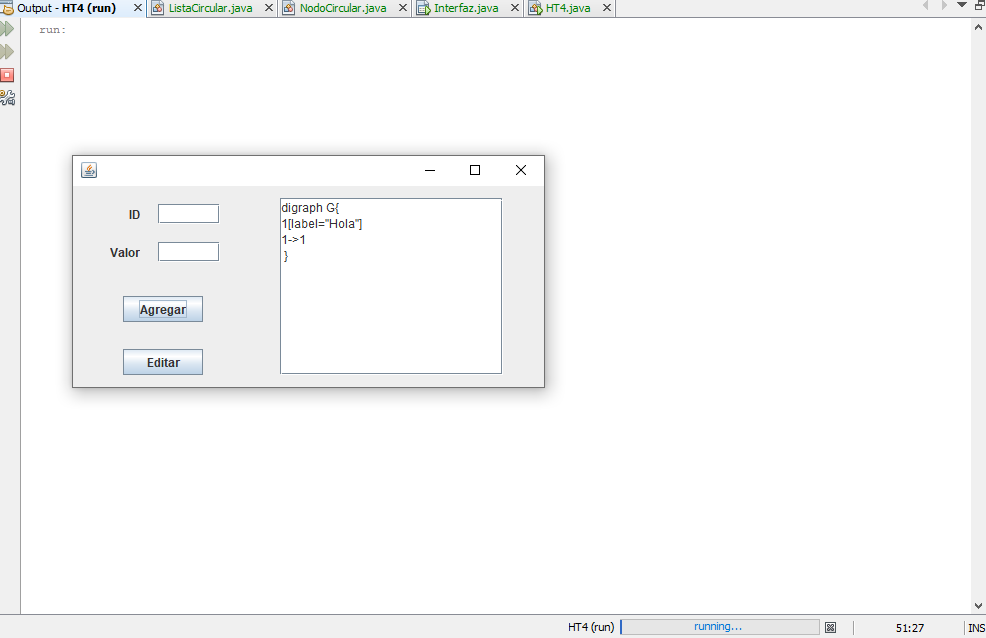 Output - HT4 (run) ListaCircular.java NodoCircular.java Interfaz.java HT4.java
run:
ID
Valor
Agregar
Editar
digraph G{
1[label="Hola"]
1->1
}
HT4 (run) running... 51:27 INS